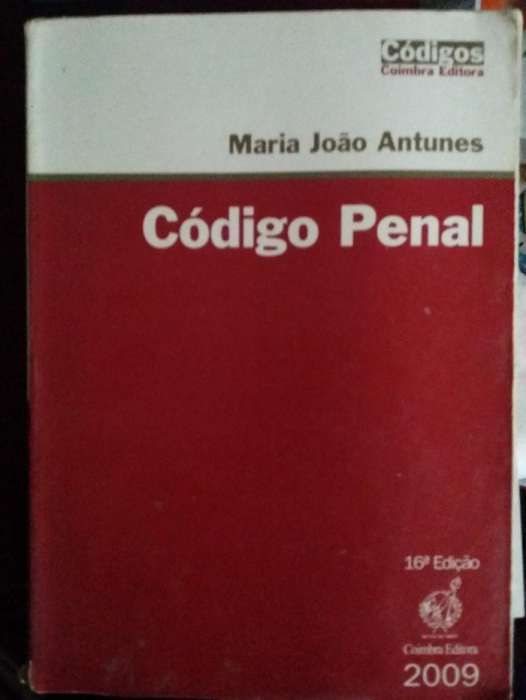 Códigos
Coimbra Editora
Maria João Antunes
Código Penal
16ª Edição
Coimbra Editora
2009